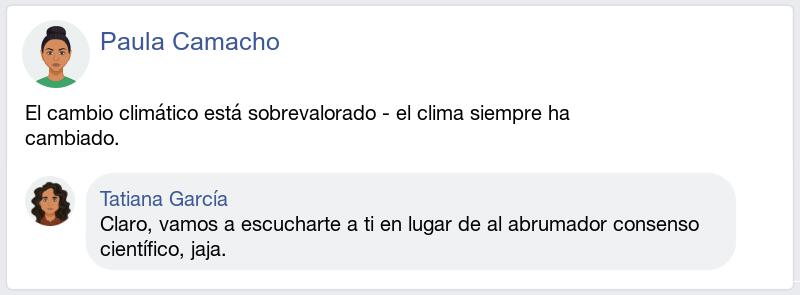 Paula Camacho
El cambio climático está sobrevalorado - el clima siempre ha
cambiado.
Tatiana García
Claro, vamos a escucharte a ti en lugar de al abrumador consenso
científico, jaja.